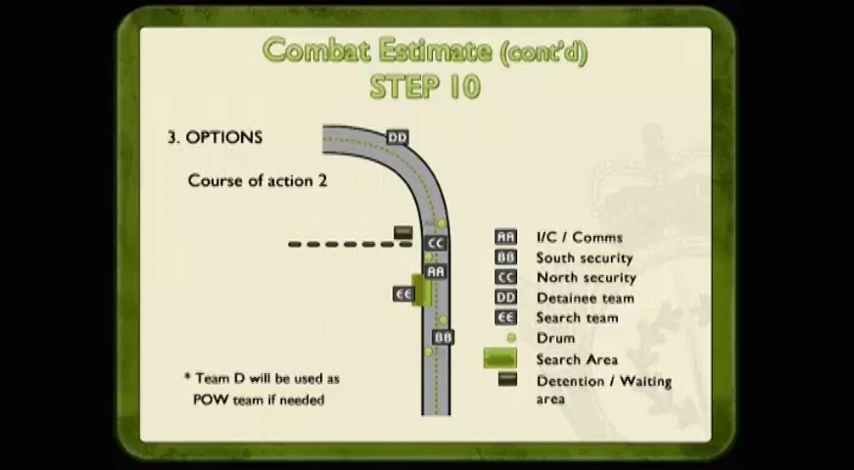 Combat Estimate (cont'd)
STEP 10
3. OPTIONS
Course of action 2
DD
CC
AA
EE
BB
* Team D will be used as
POW team if needed
AA I/C / Comms
BB South security
CC North security
DD Detainee team
EE Search team
Drum
Search Area
Detention / Waiting
area